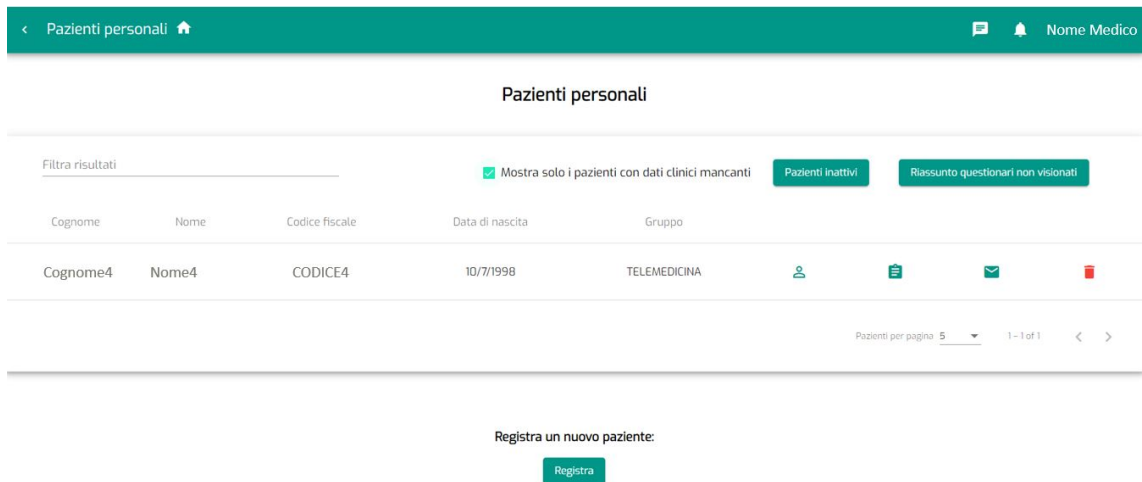 Pazienti personali
Nome Medico
Pazienti personali
Filtra risultati
Mostra solo i pazienti con dati clinici mancanti
Pazienti inattivi
Riassunto questionari non visionati
Cognome Nome Codice fiscale Data di nascita Gruppo
Cognome4 Nome4 CODICE4 10/7/1998 TELEMEDICINA
Pazienti per pagina 5 1 – 1 of 1
Registra un nuovo paziente:
Registra